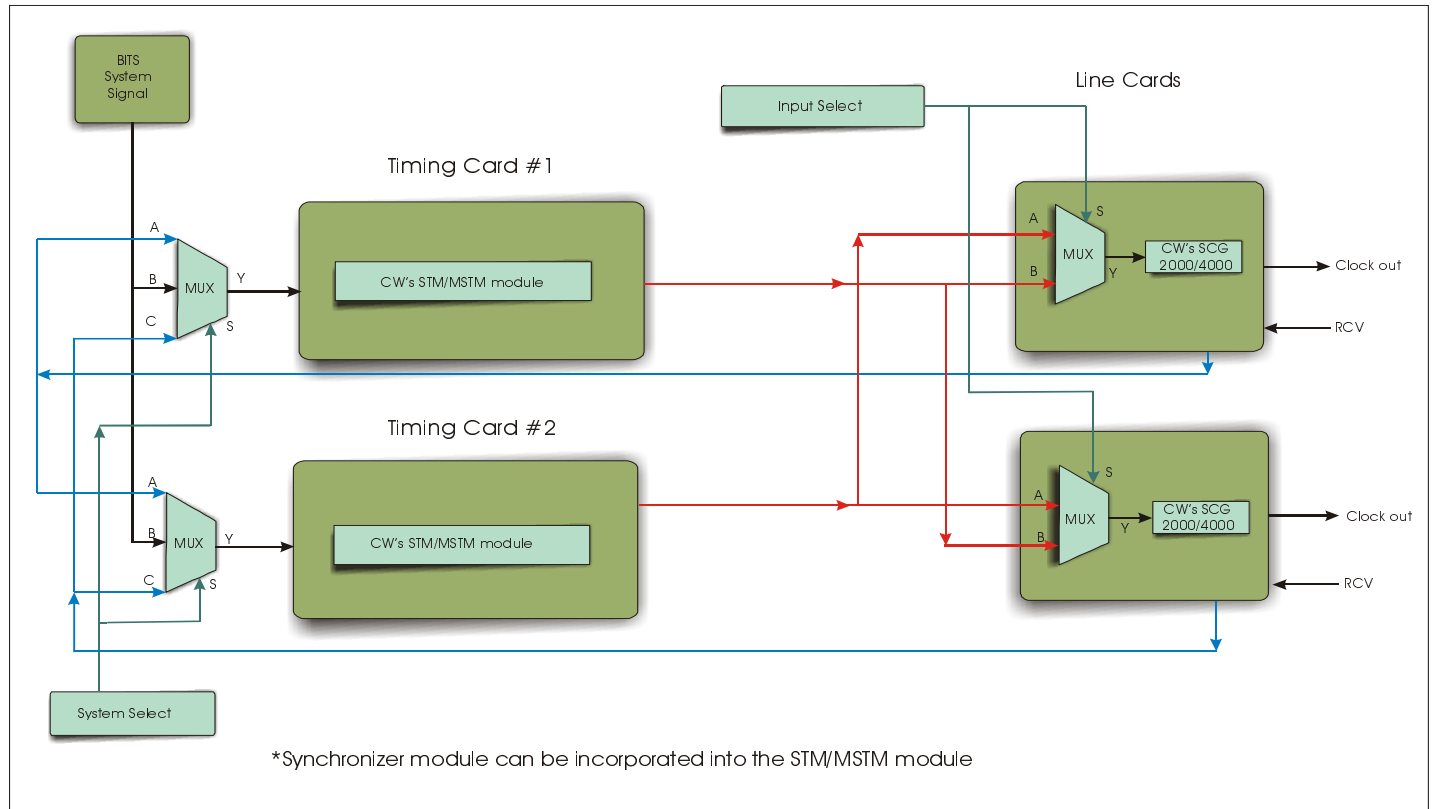 BITS
System
Signal
Line Cards
Input Select
Timing Card #1
A
B
C
MUX
Y
S
CW's STM/MSTM module
A
B
MUX
S
Y
CW's SCG
2000/4000
Clock out
RCV
Timing Card #2
A
B
C
MUX
Y
S
CW's STM/MSTM module
A
B
MUX
S
Y
CW's SCG
2000/4000
Clock out
RCV
System Select
*Synchronizer module can be incorporated into the STM/MSTM module